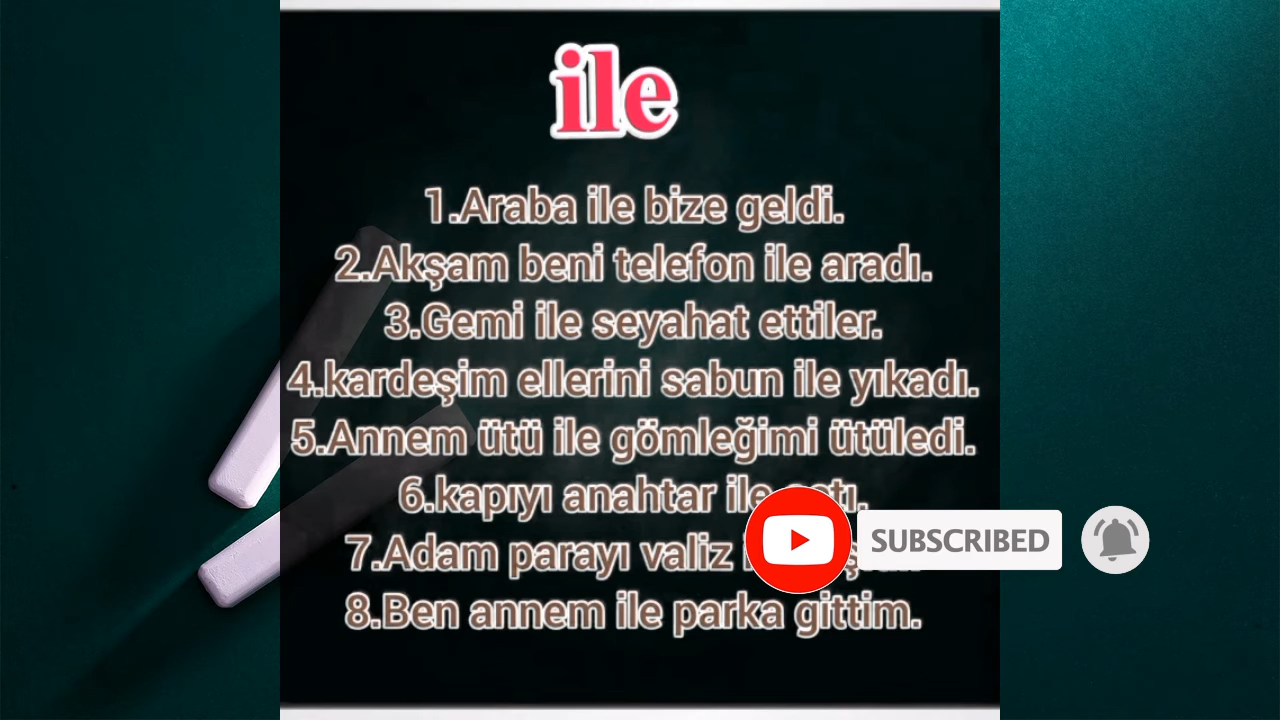 ile
1.Araba ile bize geldi.
2.Akşam beni telefon ile aradı.
3.Gemi ile seyahat ettiler.
4.kardeşim ellerini sabun ile yıkadı.
5.Annem ütü ile gömleğimi ütüledi.
6.kapıyı anahtar ile
7.Adam parayı valiz
8.Ben annem ile parka gittim.
SUBSCRIBED